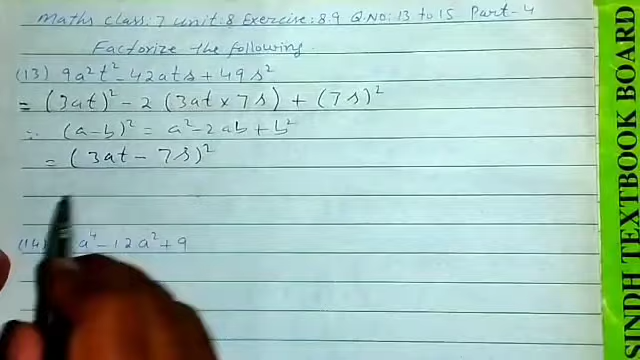 Maths Class: 7 Unit: 8 Exercise: 8.9 Q.NO: 13 to 15 Part-4
Factorize the following.
(13) 9a²t² - 42ats + 49s²
= (3at)² - 2 (3at × 7s) + (7s)²
∵ (a-b)² = a² - 2ab + b²
= (3at - 7s)²
(14) a⁴ - 12a² + 9
SINDH TEXTBOOK BOARD